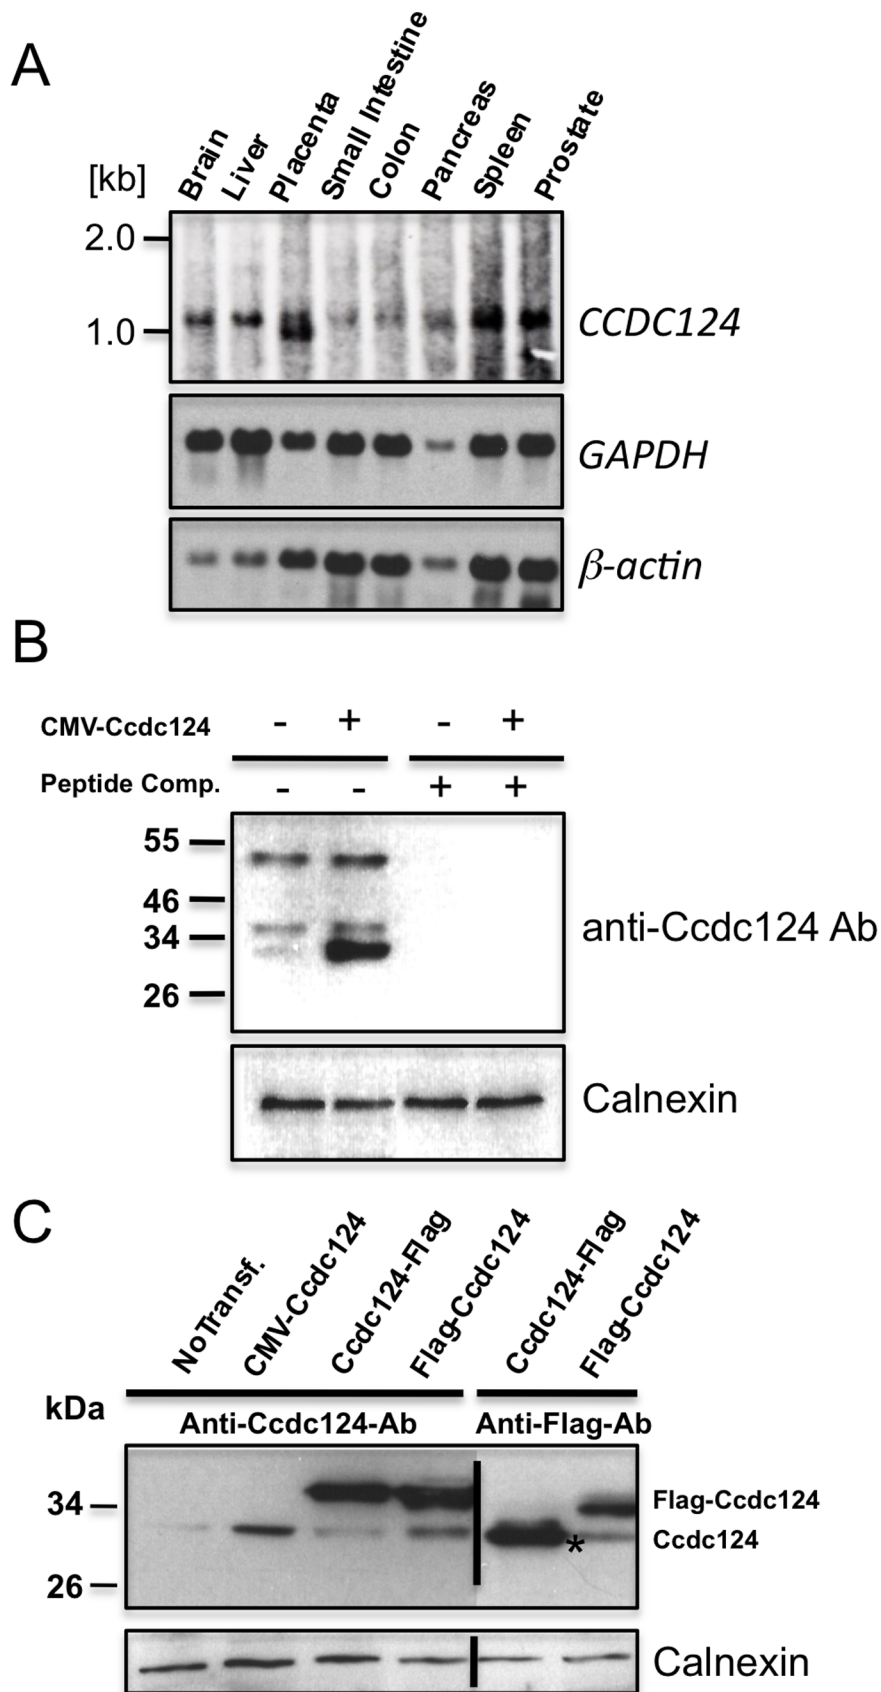 A
[kb]
Brain
Liver
Placenta
Small Intestine
Colon
Pancreas
Spleen
Prostate
2.0
1.0
CCDC124
GAPDH
β-actin
B
CMV-Ccdc124 - + - +
Peptide Comp. - - + +
55
46
34
26
anti-Ccdc124 Ab
Calnexin
C
NoTransf.
CMV-Ccdc124
Ccdc124-Flag
Flag-Ccdc124
Ccdc124-Flag
Flag-Ccdc124
kDa
Anti-Ccdc124-Ab Anti-Flag-Ab
34
26
*
Flag-Ccdc124
Ccdc124
Calnexin